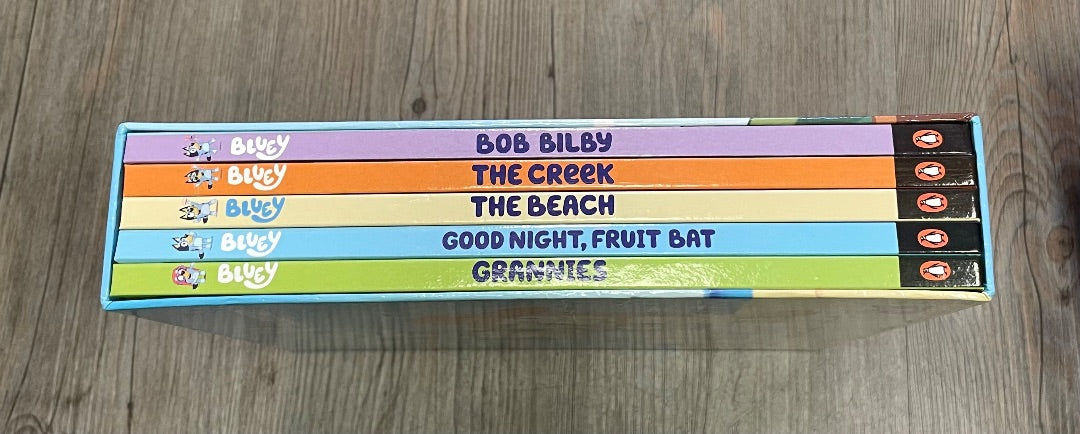 BLUEY BOB BILBY
BLUEY THE CREEK
BLUEY THE BEACH
BLUEY GOOD NIGHT, FRUIT BAT
BLUEY GRANNIES